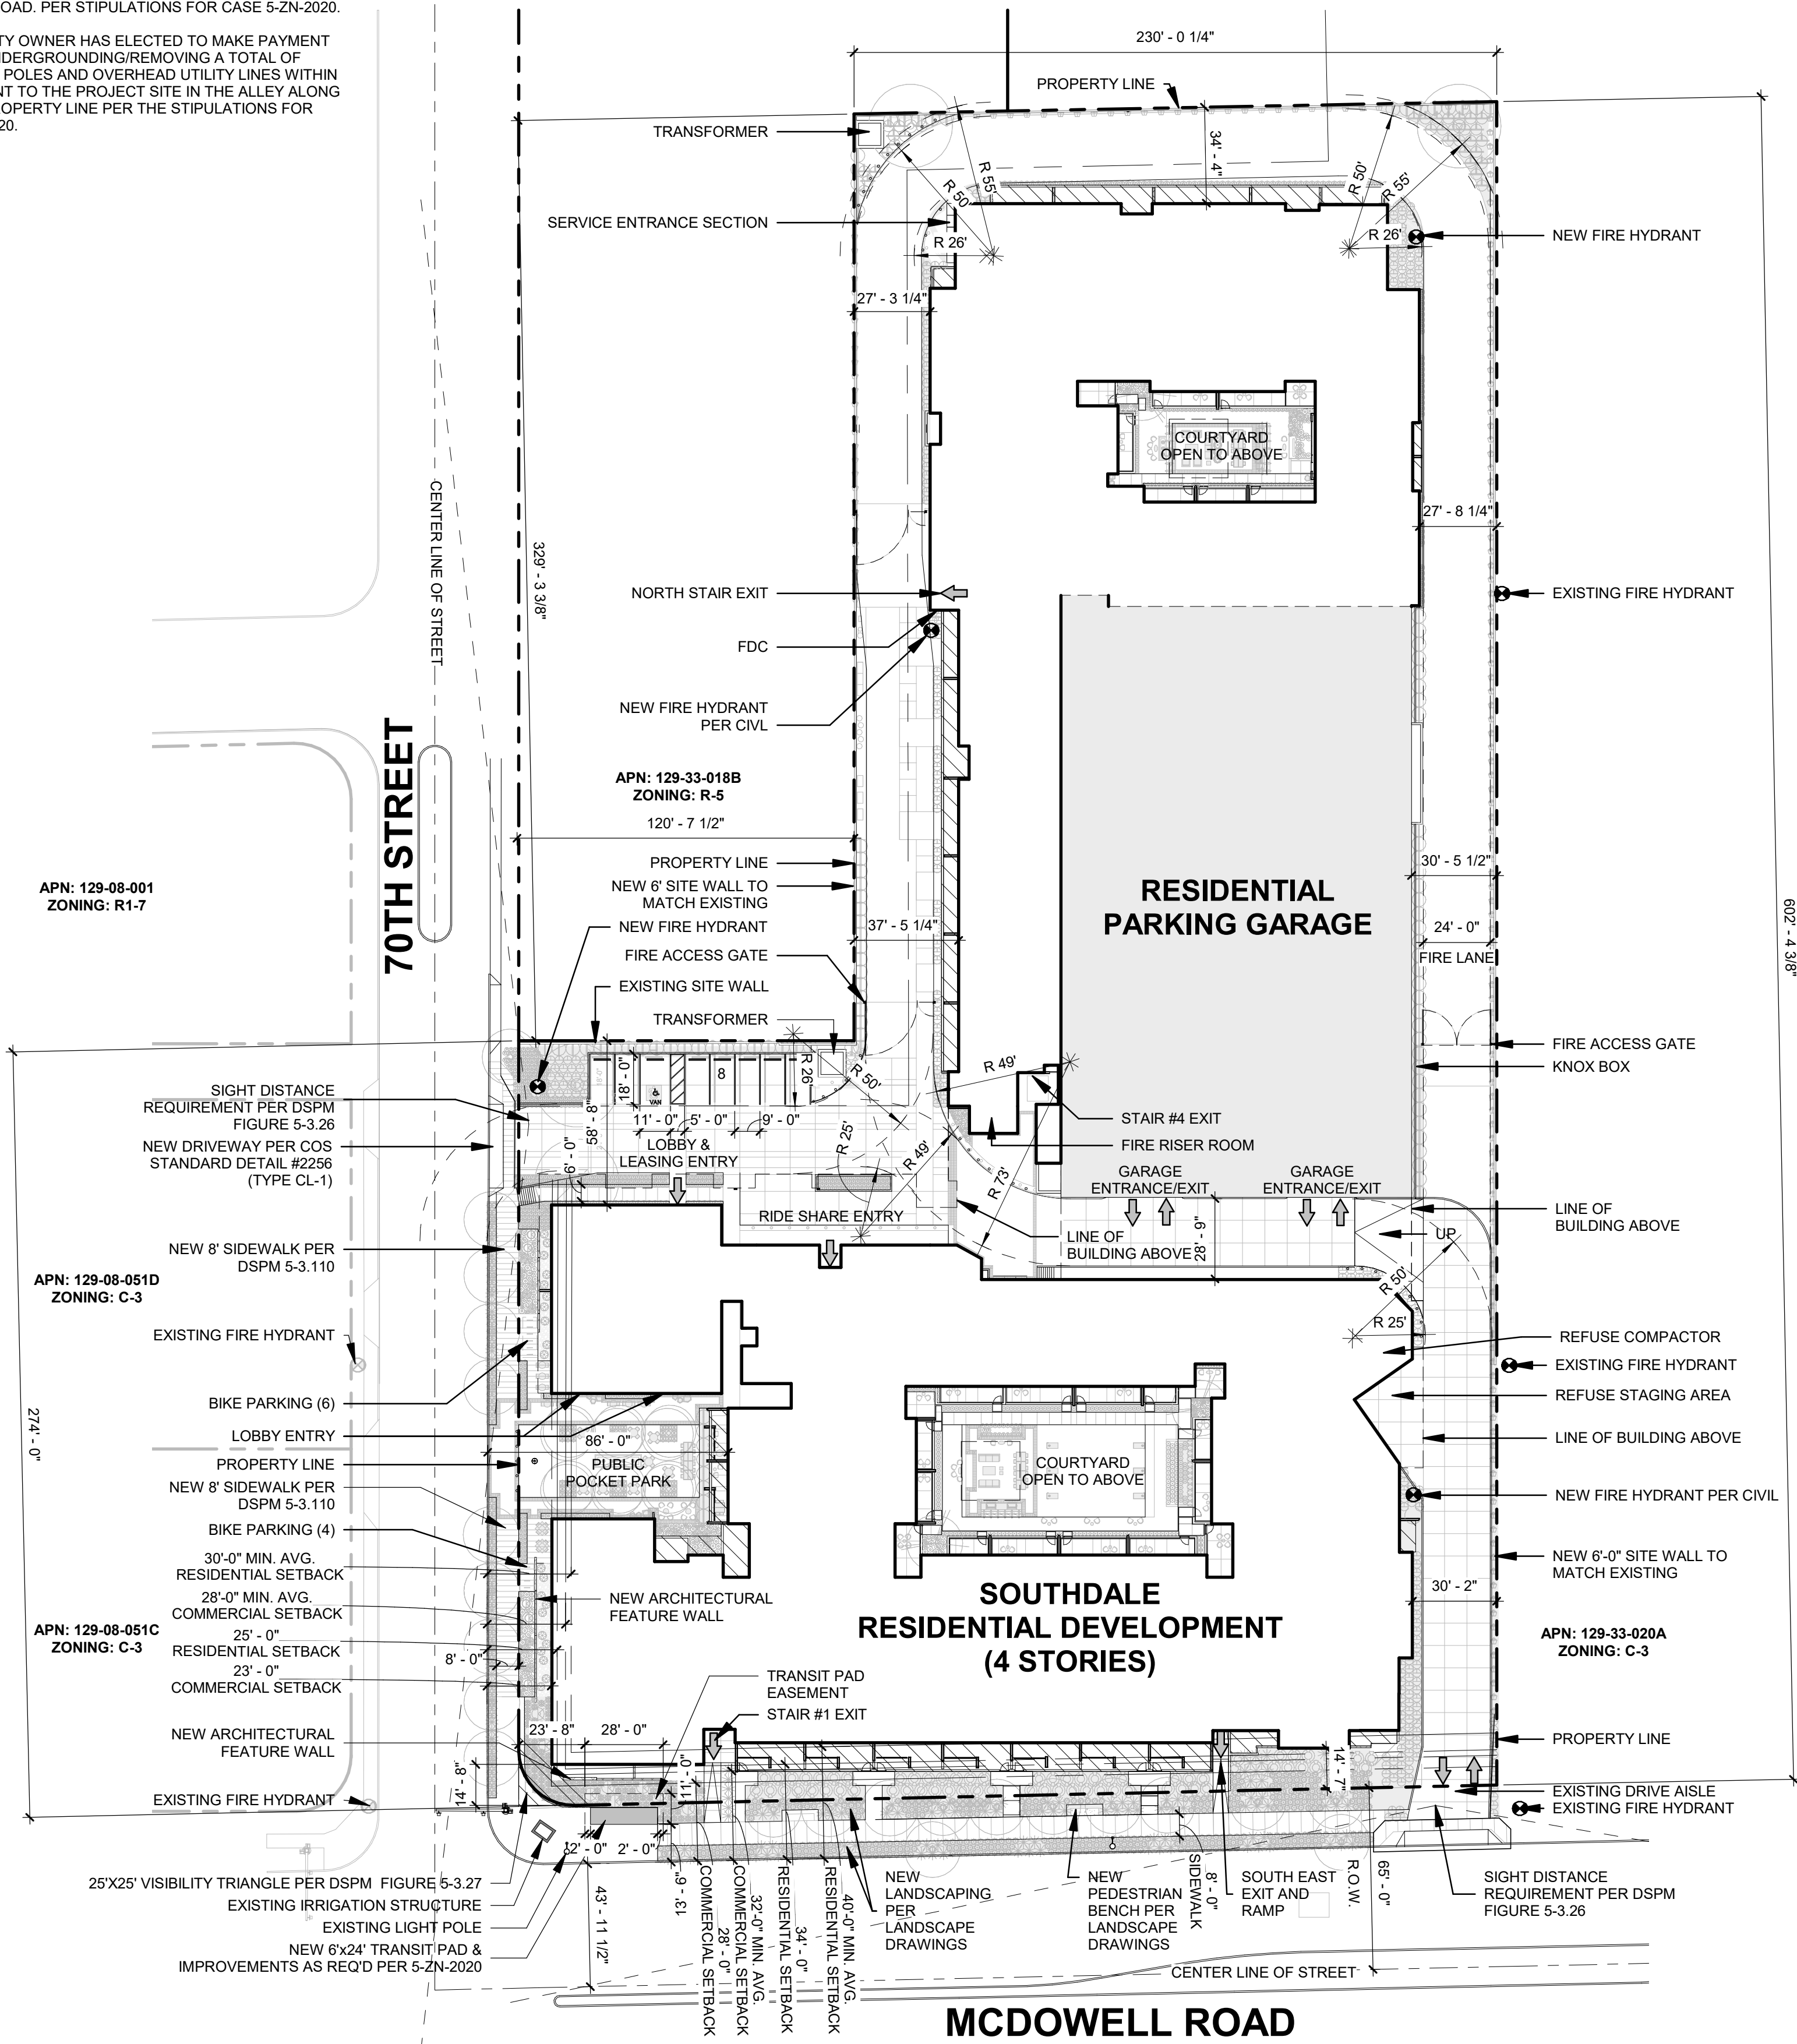 OAD. PER STIPULATIONS FOR CASE 5-ZN-2020.
TY OWNER HAS ELECTED TO MAKE PAYMENT
NDERGROUNDING/REMOVING A TOTAL OF
POLES AND OVERHEAD UTILITY LINES WITHIN
NT TO THE PROJECT SITE IN THE ALLEY ALONG
OPERTY LINE PER THE STIPULATIONS FOR
20.
230' - 0 1/4"
PROPERTY LINE
TRANSFORMER
34' - 4"
R 55'
R 50'
R 50'
R 55'
SERVICE ENTRANCE SECTION
R 26'
R 26'
NEW FIRE HYDRANT
27' - 3 1/4"
COURTYARD
OPEN TO ABOVE
27' - 8 1/4"
CENTER LINE OF STREET
329' - 3 3/8"
NORTH STAIR EXIT
EXISTING FIRE HYDRANT
FDC
NEW FIRE HYDRANT
PER CIVL
70TH STREET
APN: 129-33-018B
ZONING: R-5
120' - 7 1/2"
PROPERTY LINE
NEW 6' SITE WALL TO
MATCH EXISTING
APN: 129-08-001
ZONING: R1-7
RESIDENTIAL
PARKING GARAGE
30' - 5 1/2"
602' - 4 3/8"
NEW FIRE HYDRANT
37' - 5 1/4"
24' - 0"
FIRE LANE
FIRE ACCESS GATE
EXISTING SITE WALL
TRANSFORMER
FIRE ACCESS GATE
KNOX BOX
18' - 0"
VAN
8
R 26'
R 50'
R 49'
SIGHT DISTANCE
REQUIREMENT PER DSPM
FIGURE 5-3.26
58' - 8"
11' - 0"
5' - 0"
9' - 0"
STAIR #4 EXIT
FIRE RISER ROOM
NEW DRIVEWAY PER COS
STANDARD DETAIL #2256
(TYPE CL-1)
6' - 0"
LOBBY &
LEASING ENTRY
R 25'
R 49'
R 73'
GARAGE
ENTRANCE/EXIT
GARAGE
ENTRANCE/EXIT
RIDE SHARE ENTRY
LINE OF
BUILDING ABOVE
28' - 9"
UP
LINE OF
BUILDING ABOVE
NEW 8' SIDEWALK PER
DSPM 5-3.110
APN: 129-08-051D
ZONING: C-3
R 50'
R 25'
EXISTING FIRE HYDRANT
REFUSE COMPACTOR
EXISTING FIRE HYDRANT
REFUSE STAGING AREA
BIKE PARKING (6)
LOBBY ENTRY
274' - 0"
86' - 0"
PROPERTY LINE
PUBLIC
POCKET PARK
COURTYARD
OPEN TO ABOVE
LINE OF BUILDING ABOVE
NEW 8' SIDEWALK PER
DSPM 5-3.110
NEW FIRE HYDRANT PER CIVIL
BIKE PARKING (4)
30'-0" MIN. AVG.
RESIDENTIAL SETBACK
NEW 6'-0" SITE WALL TO
MATCH EXISTING
28'-0" MIN. AVG.
COMMERCIAL SETBACK
NEW ARCHITECTURAL
FEATURE WALL
SOUTHDALE
RESIDENTIAL DEVELOPMENT
(4 STORIES)
30' - 2"
APN: 129-08-051C
ZONING: C-3
25' - 0"
RESIDENTIAL SETBACK
8' - 0"
23' - 0"
COMMERCIAL SETBACK
APN: 129-33-020A
ZONING: C-3
TRANSIT PAD
EASEMENT
STAIR #1 EXIT
NEW ARCHITECTURAL
FEATURE WALL
23' - 8"
28' - 0"
PROPERTY LINE
14' - 8"
11' - 0"
14' - 7"
EXISTING FIRE HYDRANT
EXISTING DRIVE AISLE
EXISTING FIRE HYDRANT
2' - 0"
2' - 0"
25'X25' VISIBILITY TRIANGLE PER DSPM FIGURE 5-3.27
EXISTING IRRIGATION STRUCTURE
EXISTING LIGHT POLE
NEW 6'x24' TRANSIT PAD &
IMPROVEMENTS AS REQ'D PER 5-ZN-2020
43' - 11 1/2"
13' - 6"
28' - 0"
COMMERCIAL SETBACK
32'-0" MIN. AVG.
COMMERCIAL SETBACK
34' - 0"
RESIDENTIAL SETBACK
40'-0" MIN. AVG.
RESIDENTIAL SETBACK
NEW
LANDSCAPING
PER
LANDSCAPE
DRAWINGS
NEW
PEDESTRIAN
BENCH PER
LANDSCAPE
DRAWINGS
8' - 0"
SIDEWALK
SOUTH EAST
EXIT AND
RAMP
65' - 0"
R.O.W.
SIGHT DISTANCE
REQUIREMENT PER DSPM
FIGURE 5-3.26
CENTER LINE OF STREET
MCDOWELL ROAD